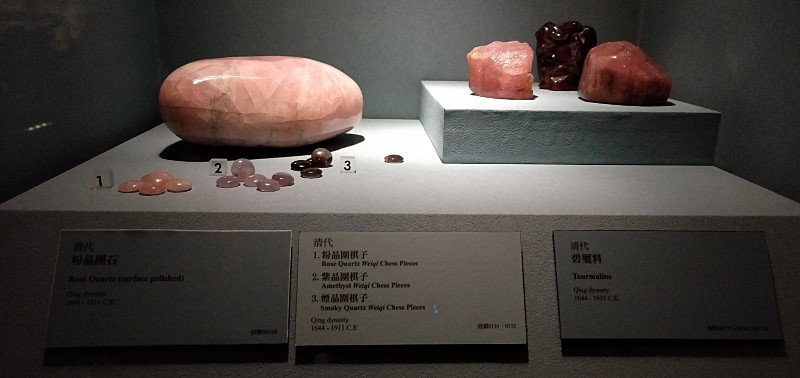 1
2
3
清代
粉晶團石
Rose Quartz (surface polished)
Qing dynasty
1644 - 1911 C.E.
清代
1. 粉晶圍棋子
Rose Quartz Weiqi Chess Pieces
2. 紫晶圍棋子
Amethyst Weiqi Chess Pieces
3. 煙晶圍棋子
Smoky Quartz Weiqi Chess Pieces
Qing dynasty
1644 - 1911 C.E
清代
碧璽料
Tourmaline
Qing dynasty
1644 - 1911 C.E.